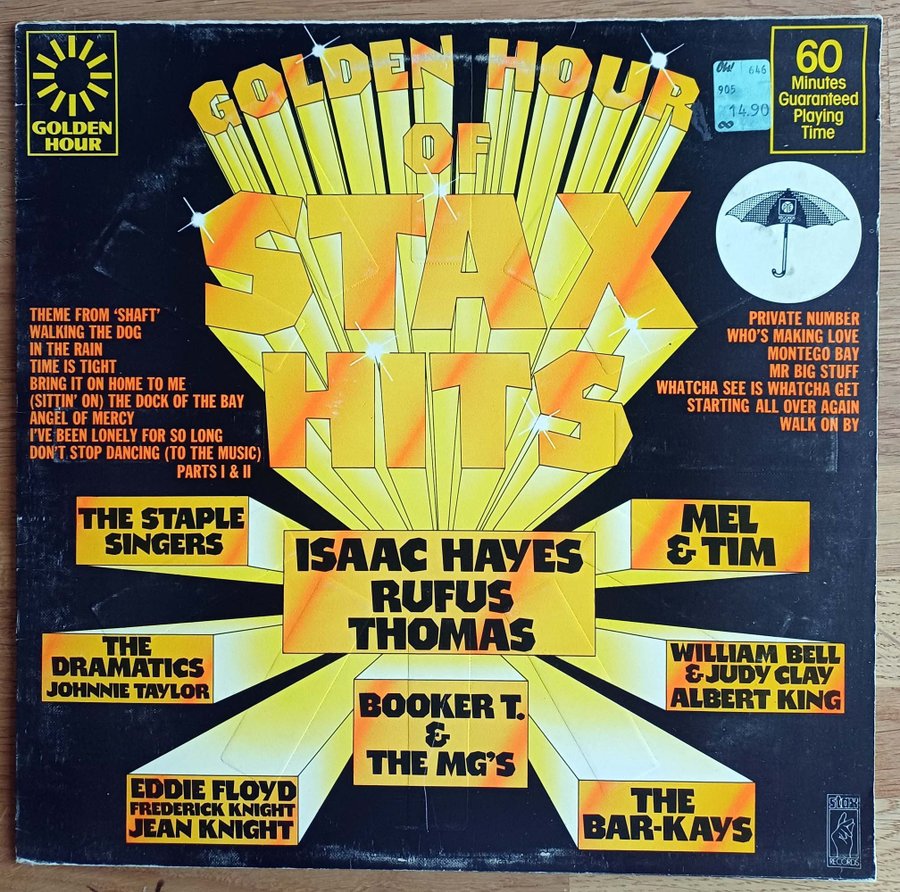 GOLDEN HOUR
OF
STAX
HITS
GOLDEN
HOUR
646
905
14.90
60
Minutes
Guaranteed
Playing
Time
THEME FROM ‘SHAFT’
WALKING THE DOG
IN THE RAIN
TIME IS TIGHT
BRING IT ON HOME TO ME
(SITTIN’ ON) THE DOCK OF THE BAY
ANGEL OF MERCY
I’VE BEEN LONELY FOR SO LONG
DON’T STOP DANCING (TO THE MUSIC)
PARTS I & II
PRIVATE NUMBER
WHO’S MAKING LOVE
MONTEGO BAY
MR BIG STUFF
WHATCHA SEE IS WHATCHA GET
STARTING ALL OVER AGAIN
WALK ON BY
THE STAPLE
SINGERS
ISAAC HAYES
RUFUS
THOMAS
MEL
& TIM
THE
DRAMATICS
JOHNNIE TAYLOR
WILLIAM BELL
& JUDY CLAY
ALBERT KING
BOOKER T.
&
THE MG’S
EDDIE FLOYD
FREDERICK KNIGHT
JEAN KNIGHT
THE
BAR-KAYS
stax
RECORDS